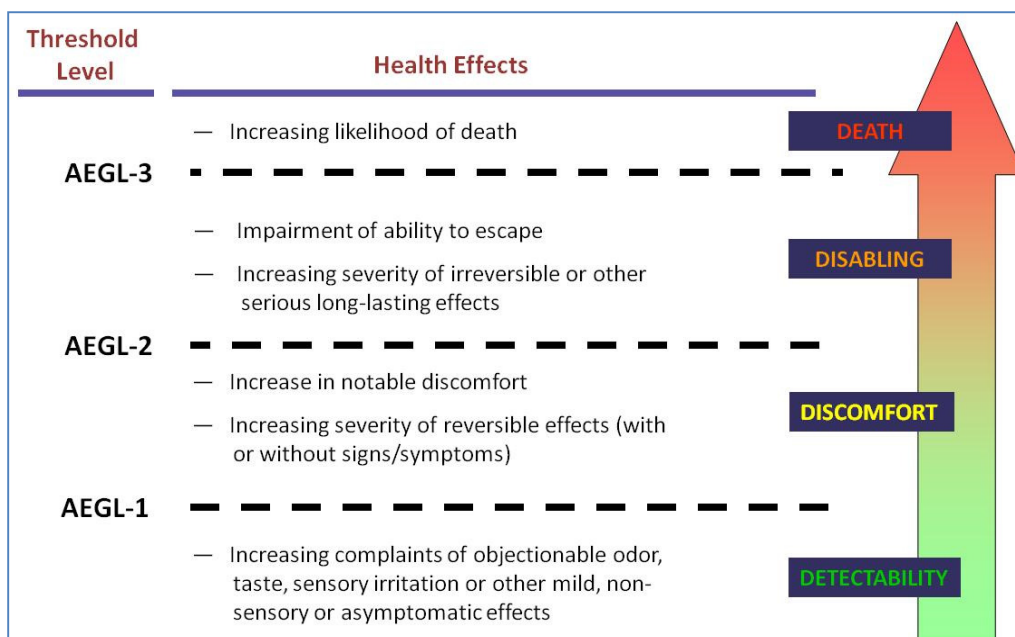 Threshold
Level
Health Effects
— Increasing likelihood of death
DEATH
AEGL-3
— Impairment of ability to escape
— Increasing severity of irreversible or other
serious long-lasting effects
DISABLING
AEGL-2
— Increase in notable discomfort
— Increasing severity of reversible effects (with
or without signs/symptoms)
DISCOMFORT
AEGL-1
— Increasing complaints of objectionable odor,
taste, sensory irritation or other mild, non-
sensory or asymptomatic effects
DETECTABILITY